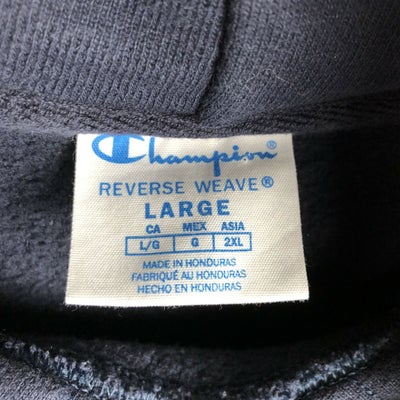 Champion®
REVERSE WEAVE®
LARGE
CA MEX ASIA
L/G G 2XL
MADE IN HONDURAS
FABRIQUÉ AU HONDURAS
HECHO EN HONDURAS